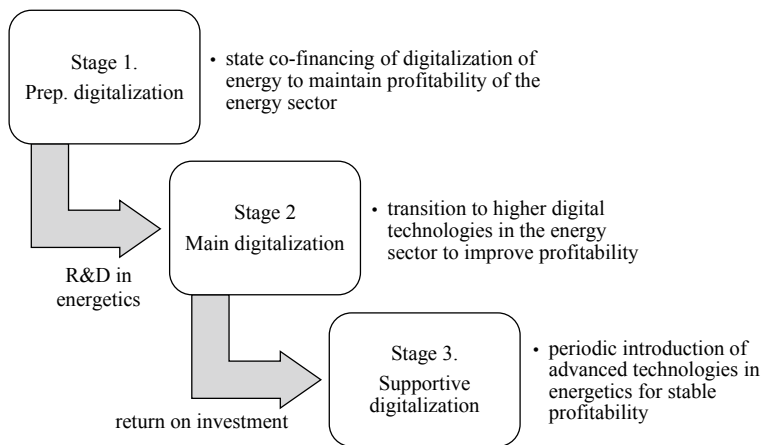 Stage 1.
Prep. digitalization
• state co-financing of digitalization of
energy to maintain profitability of the
energy sector
R&D in
energetics
Stage 2
Main digitalization
• transition to higher digital
technologies in the energy
sector to improve profitability
return on investment
Stage 3.
Supportive
digitalization
• periodic introduction of
advanced technologies in
energetics for stable
profitability